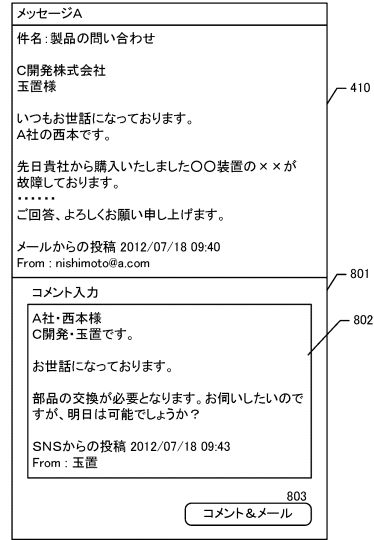 メッセージA
件名:製品の問い合わせ
C開発株式会社
玉置様
いつもお世話になっております。
A社の西本です。
先日貴社から購入いたしました〇〇装置の××が
故障しております。
・・・・・・
ご回答、よろしくお願い申し上げます。
メールからの投稿 2012/07/18 09:40
From : nishimoto@a.com
410
801
コメント入力
802
A社・西本様
C開発・玉置です。
お世話になっております。
部品の交換が必要となります。お伺いしたいので
すが、明日は可能でしょうか？
SNSからの投稿 2012/07/18 09:43
From : 玉置
803
コメント＆メール